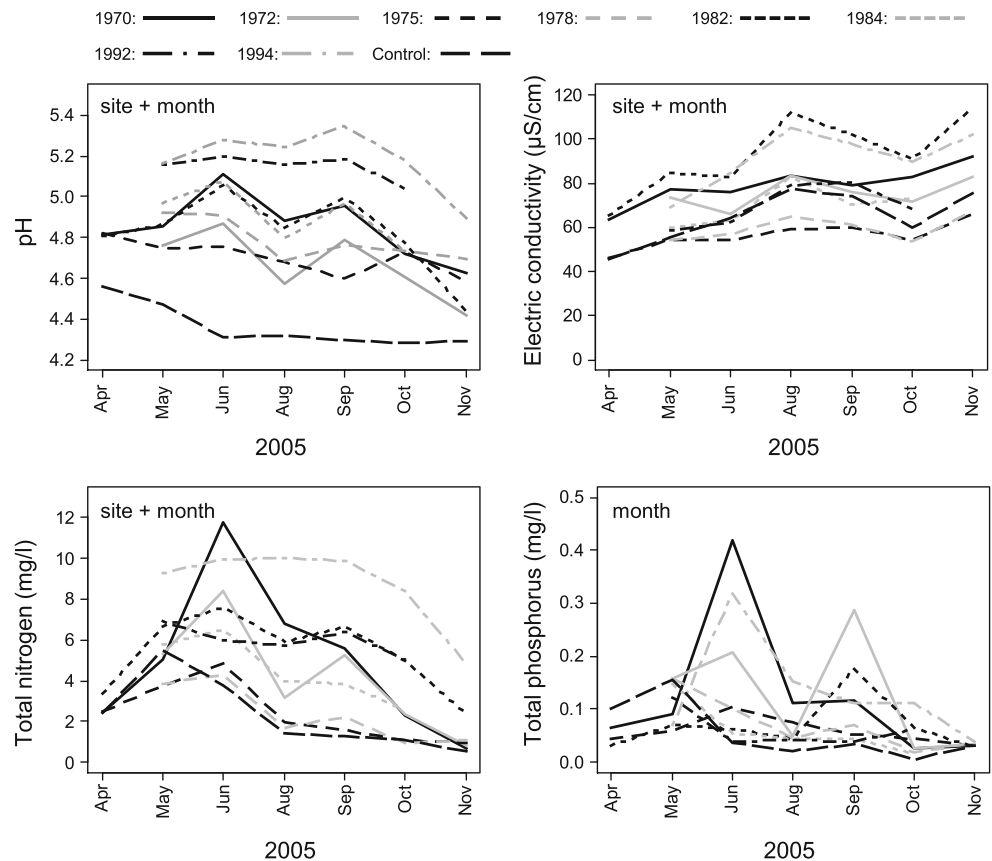 1970: 1972: 1975: 1978: 1982: 1984:
1992: 1994: Control:
site + month
pH
5.4
5.2
5.0
4.8
4.6
4.4
4.2
Apr May Jun Aug Sep Oct Nov
2005
site + month
Electric conductivity (µS/cm)
120
100
80
60
40
20
0
Apr May Jun Aug Sep Oct Nov
2005
site + month
Total nitrogen (mg/l)
12
10
8
6
4
2
0
Apr May Jun Aug Sep Oct Nov
2005
month
Total phosphorus (mg/l)
0.5
0.4
0.3
0.2
0.1
0.0
Apr May Jun Aug Sep Oct Nov
2005